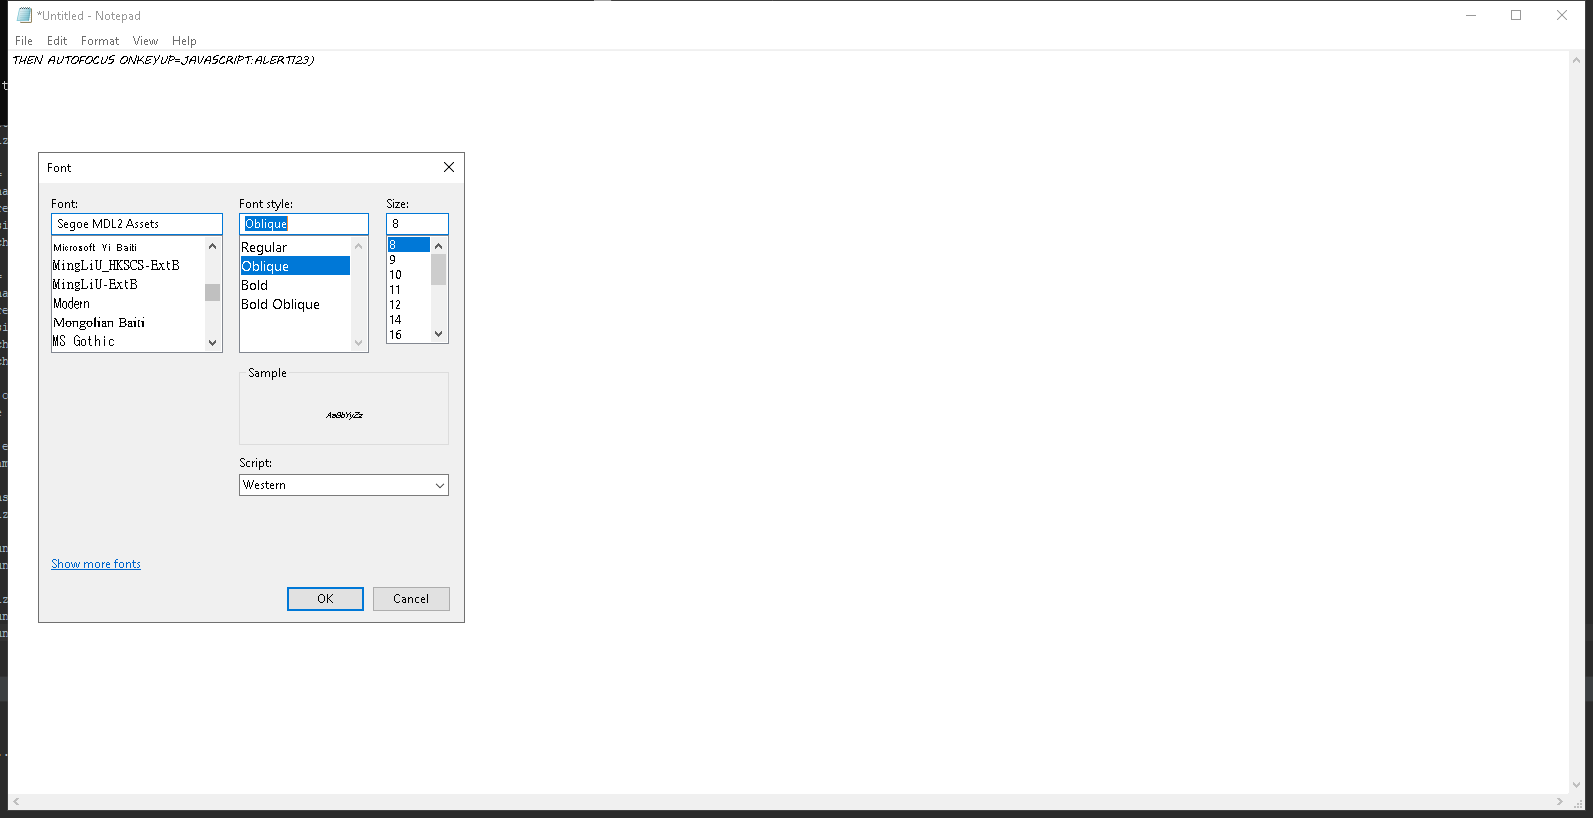 *Untitled - Notepad
File Edit Format View Help
THEN AUTOFOCUS ONKEYUP=JAVASCRIPT:ALERT123)
Font
Font: Font style: Size:
Segoe MDL2 Assets Oblique 8
Microsoft Yi Baiti
MingLiU_HKSCS-ExtB
MingLiU-ExtB
Modern
Mongolian Baiti
MS Gothic
Regular
Oblique
Bold
Bold Oblique
8
9
10
11
12
14
16
Sample
AaBbYyZz
Script:
Western
Show more fonts
OK Cancel